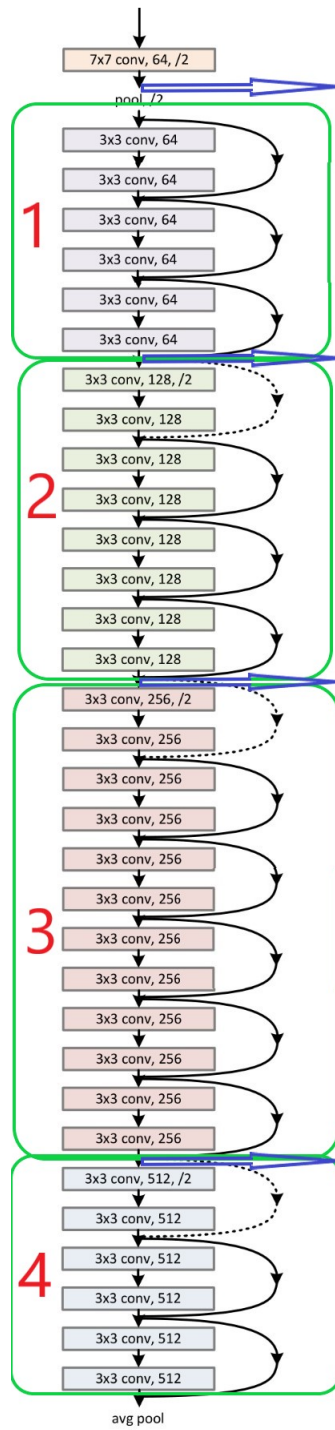 7x7 conv, 64, /2
pool, /2
1
3x3 conv, 64
3x3 conv, 64
3x3 conv, 64
3x3 conv, 64
3x3 conv, 64
3x3 conv, 64
2
3x3 conv, 128, /2
3x3 conv, 128
3x3 conv, 128
3x3 conv, 128
3x3 conv, 128
3x3 conv, 128
3x3 conv, 128
3x3 conv, 128
3
3x3 conv, 256, /2
3x3 conv, 256
3x3 conv, 256
3x3 conv, 256
3x3 conv, 256
3x3 conv, 256
3x3 conv, 256
3x3 conv, 256
3x3 conv, 256
3x3 conv, 256
3x3 conv, 256
3x3 conv, 256
4
3x3 conv, 512, /2
3x3 conv, 512
3x3 conv, 512
3x3 conv, 512
3x3 conv, 512
3x3 conv, 512
avg pool